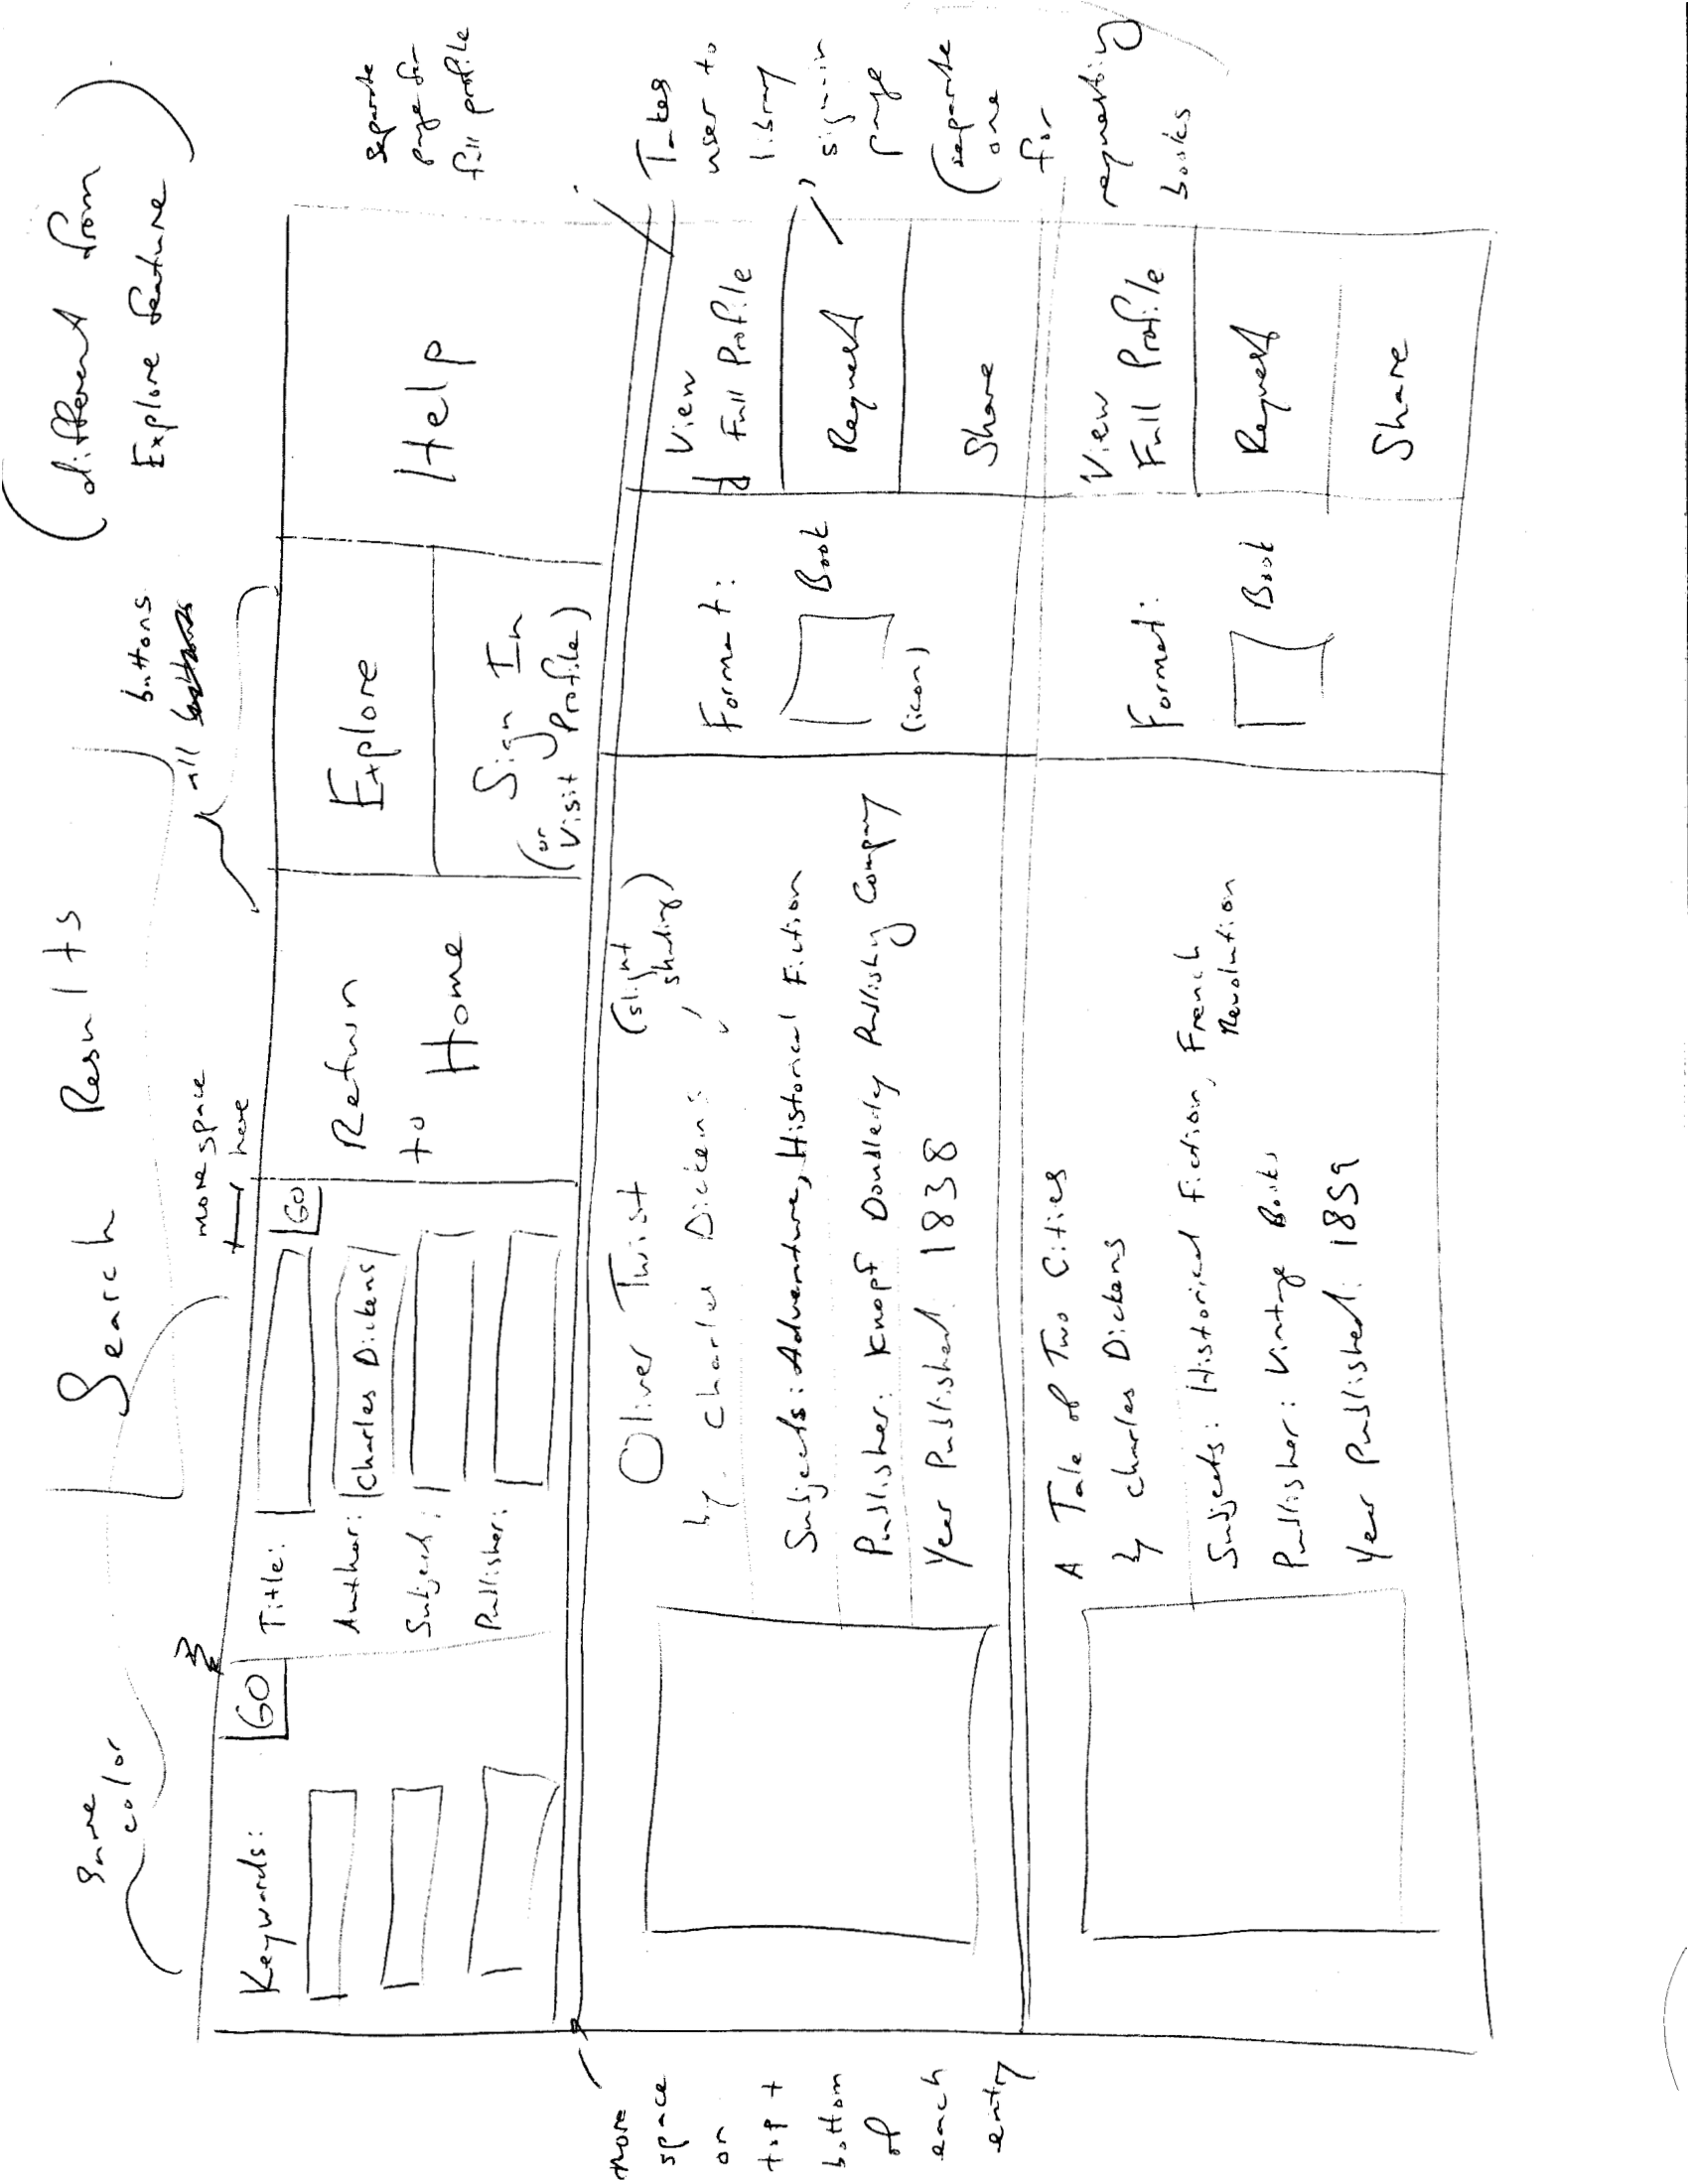 Search Results
(different from
Explore feature)
same
color
more space
here
all buttons
Keywords:
GO
Title:
GO
Author: Charles Dickens
Subject:
Publisher:
Return
to
Home
Explore
Sign In
(or
Visit Profile)
Help
separate
page for
full profile
more
space
on
top +
bottom
of
each
entry
Oliver Twist
(slight
shading)
by Charles Dickens
Subjects: Adventure, Historical Fiction
Publisher: Knopf Doubleday Publishing Company
Year Published: 1838
Format:
Book
(icon)
View
Full Profile
Request
Share
Takes
user to
library
sign-in
page
(separate
one
for
requesting
books
A Tale of Two Cities
by Charles Dickens
Subjects: Historical Fiction, French
Revolution
Publisher: Vintage Books
Year Published: 1859
Format:
Book
View
Full Profile
Request
Share